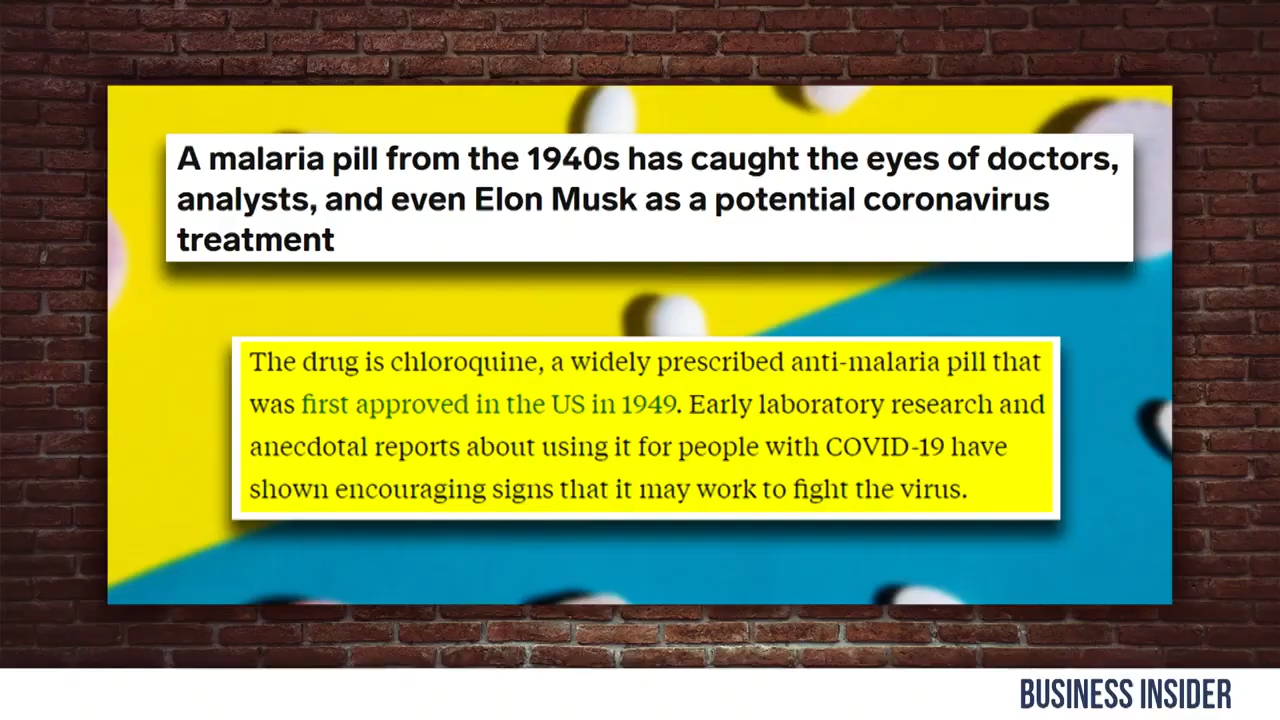 A malaria pill from the 1940s has caught the eyes of doctors,
analysts, and even Elon Musk as a potential coronavirus
treatment
The drug is chloroquine, a widely prescribed anti-malaria pill that
was first approved in the US in 1949. Early laboratory research and
anecdotal reports about using it for people with COVID-19 have
shown encouraging signs that it may work to fight the virus.
BUSINESS INSIDER